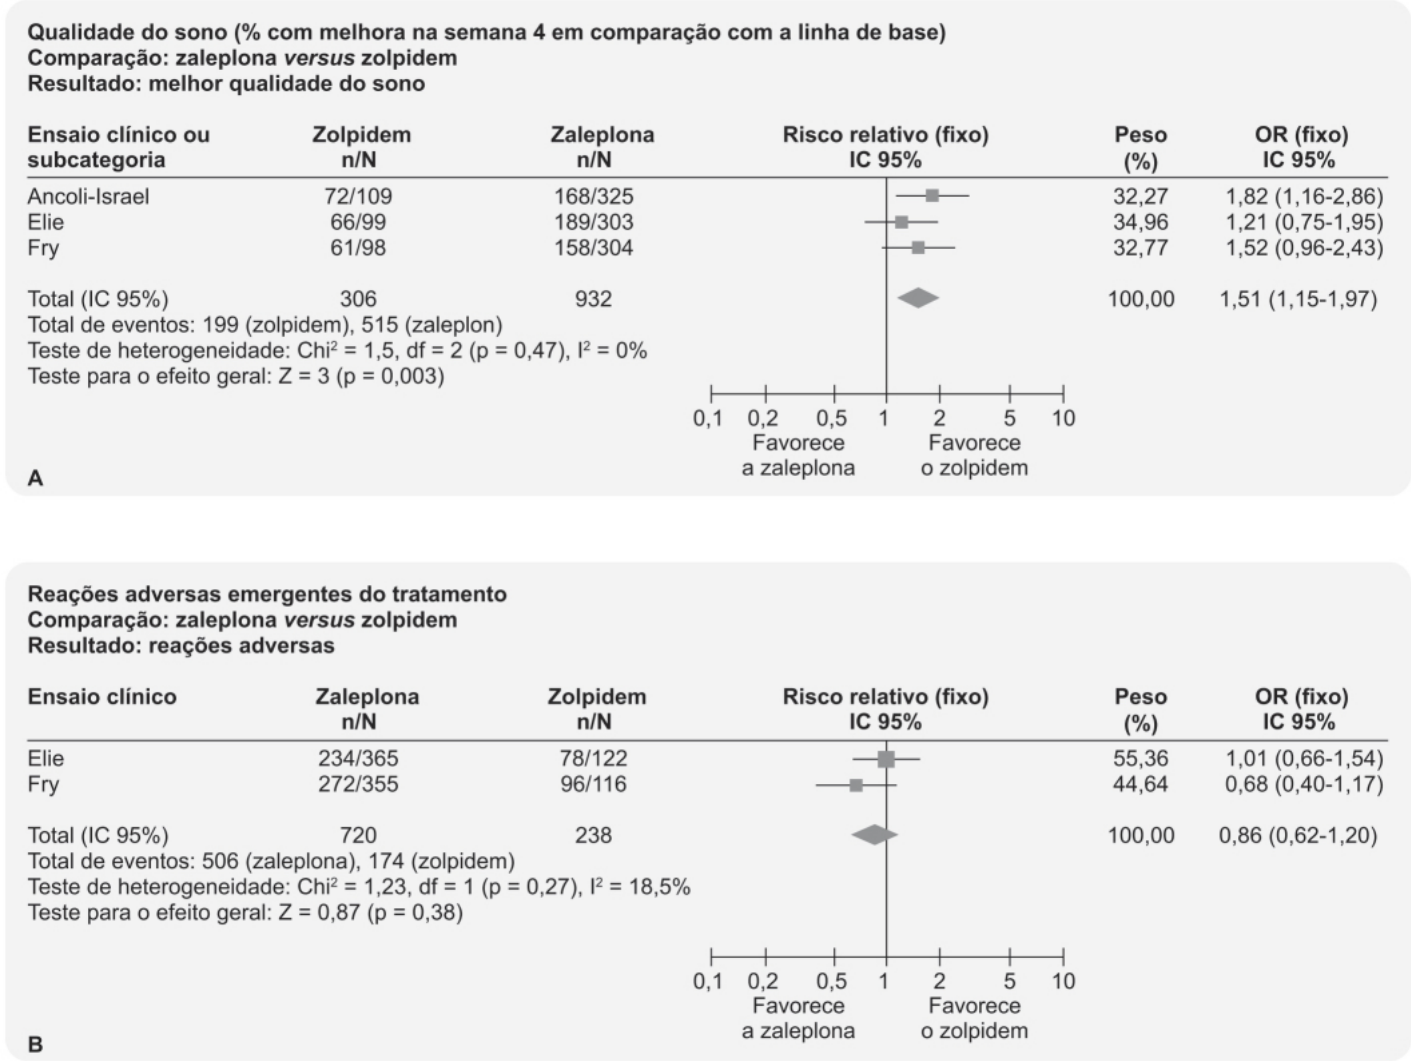 Qualidade do sono (% com melhora na semana 4 em comparação com a linha de base)
Comparação: zaleplona versus zolpidem
Resultado: melhor qualidade do sono
Ensaio clínico ou subcategoria Zolpidem n/N Zaleplona n/N Risco relativo (fixo) IC 95% Peso (%) OR (fixo) IC 95%
Ancoli-Israel 72/109 168/325 32,27 1,82 (1,16-2,86)
Elie 66/99 189/303 34,96 1,21 (0,75-1,95)
Fry 61/98 158/304 32,77 1,52 (0,96-2,43)
Total (IC 95%) 306 932 100,00 1,51 (1,15-1,97)
Total de eventos: 199 (zolpidem), 515 (zaleplon)
Teste de heterogeneidade: Chi² = 1,5, df = 2 (p = 0,47), I² = 0%
Teste para o efeito geral: Z = 3 (p = 0,003)
0,1 0,2 0,5 1 2 5 10
Favorece a zaleplona Favorece o zolpidem
A
Reações adversas emergentes do tratamento
Comparação: zaleplona versus zolpidem
Resultado: reações adversas
Ensaio clínico Zaleplona n/N Zolpidem n/N Risco relativo (fixo) IC 95% Peso (%) OR (fixo) IC 95%
Elie 234/365 78/122 55,36 1,01 (0,66-1,54)
Fry 272/355 96/116 44,64 0,68 (0,40-1,17)
Total (IC 95%) 720 238 100,00 0,86 (0,62-1,20)
Total de eventos: 506 (zaleplona), 174 (zolpidem)
Teste de heterogeneidade: Chi² = 1,23, df = 1 (p = 0,27), I² = 18,5%
Teste para o efeito geral: Z = 0,87 (p = 0,38)
0,1 0,2 0,5 1 2 5 10
Favorece a zaleplona Favorece o zolpidem
B